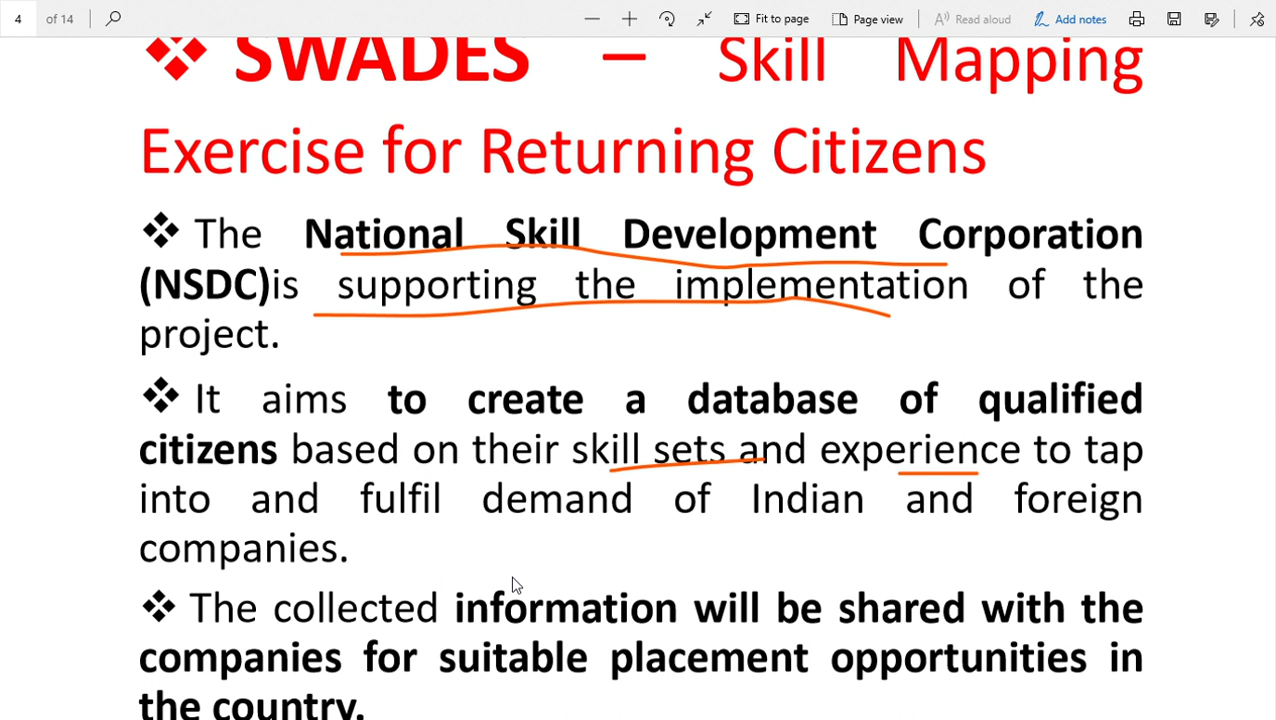 4 of 14 Fit to page Page view Read aloud Add notes
❖ SWADES – Skill Mapping
Exercise for Returning Citizens
❖ The National Skill Development Corporation
(NSDC)is supporting the implementation of the
project.
❖ It aims to create a database of qualified
citizens based on their skill sets and experience to tap
into and fulfil demand of Indian and foreign
companies.
❖ The collected information will be shared with the
companies for suitable placement opportunities in
the country.